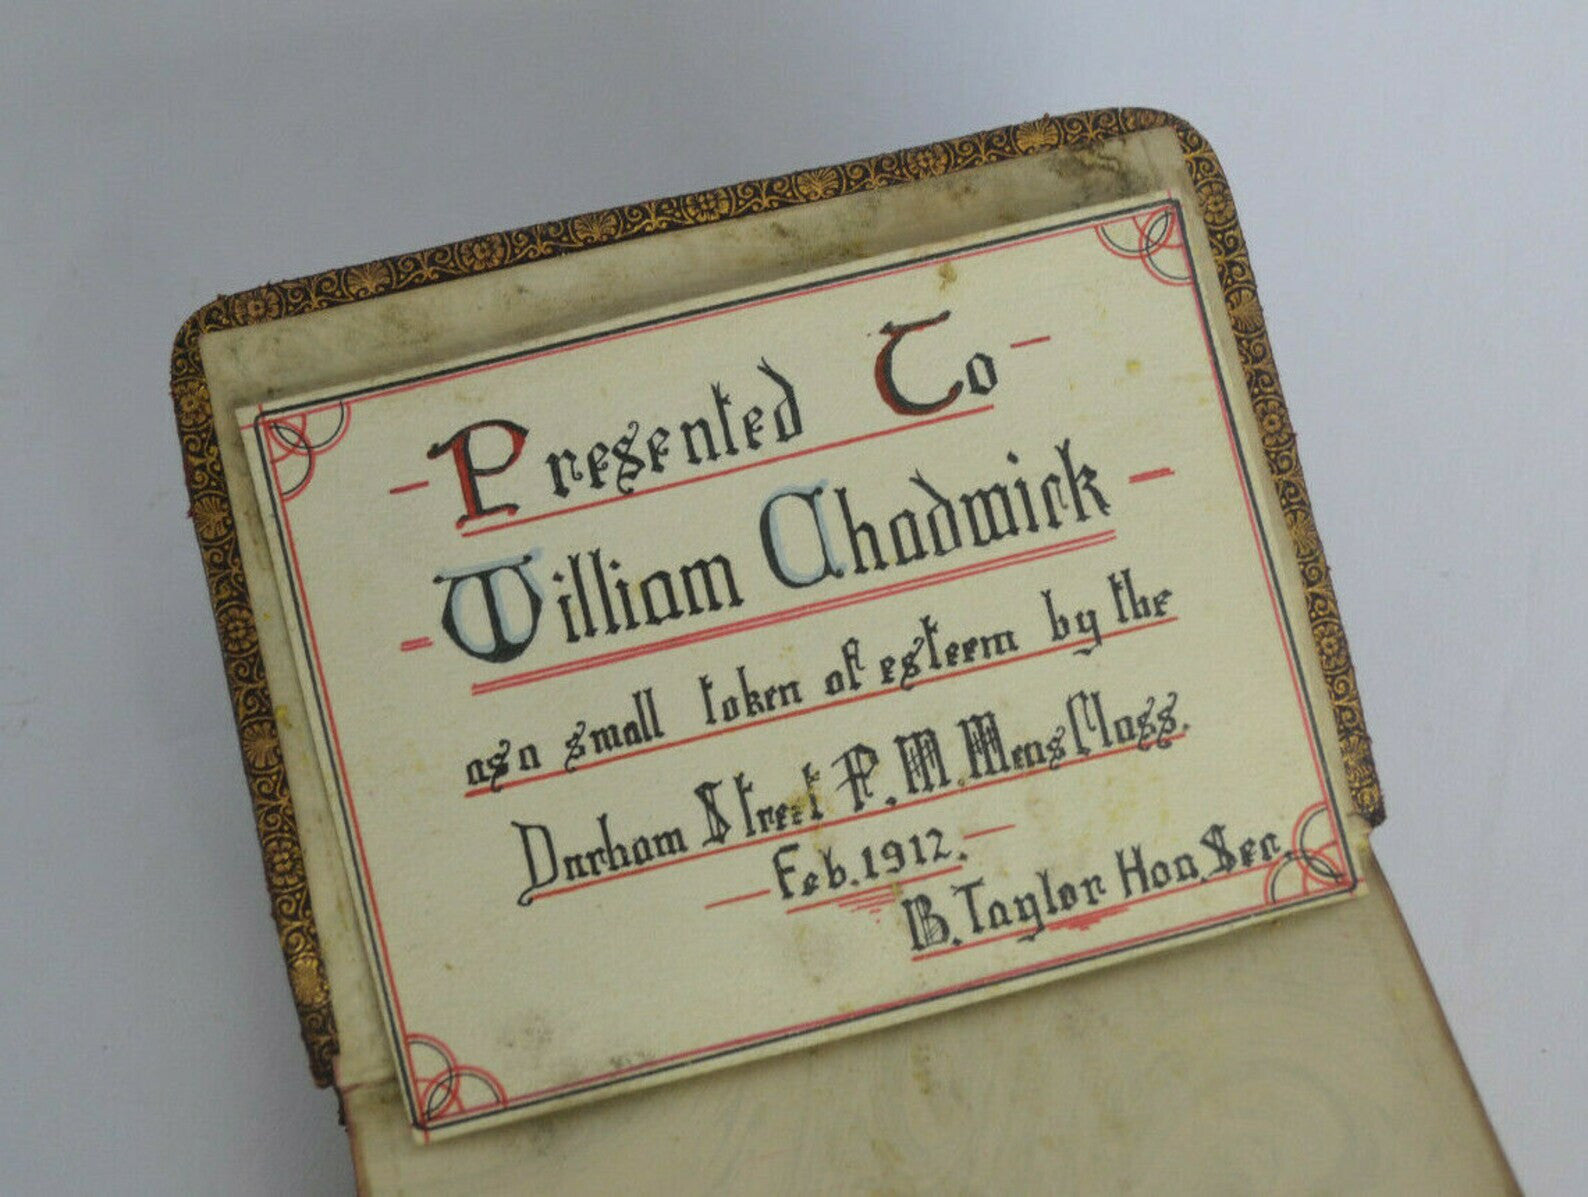 – Presented To –
= William Chadwick =
as a small token of esteem by the
Durham Street P. M. Mens Class.
– Feb. 1912. –
B. Taylor Hon. Sec.